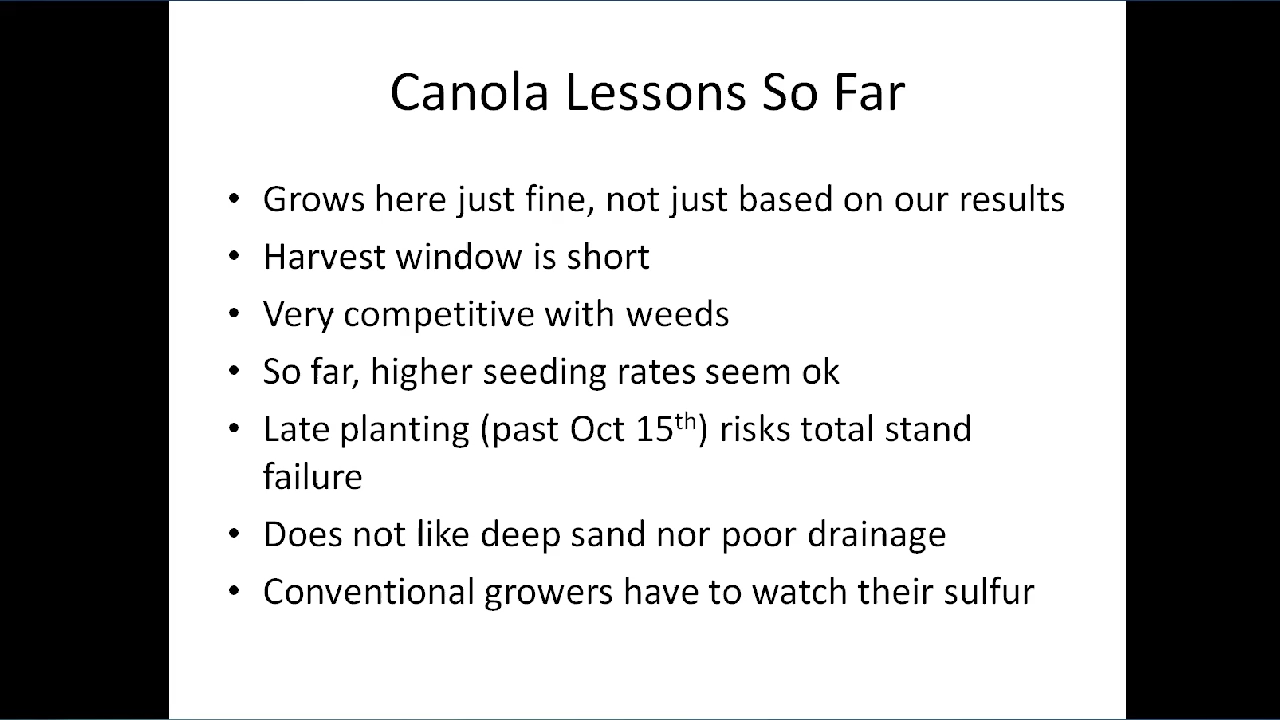 Canola Lessons So Far
• Grows here just fine, not just based on our results
• Harvest window is short
• Very competitive with weeds
• So far, higher seeding rates seem ok
• Late planting (past Oct 15th) risks total stand
failure
• Does not like deep sand nor poor drainage
• Conventional growers have to watch their sulfur